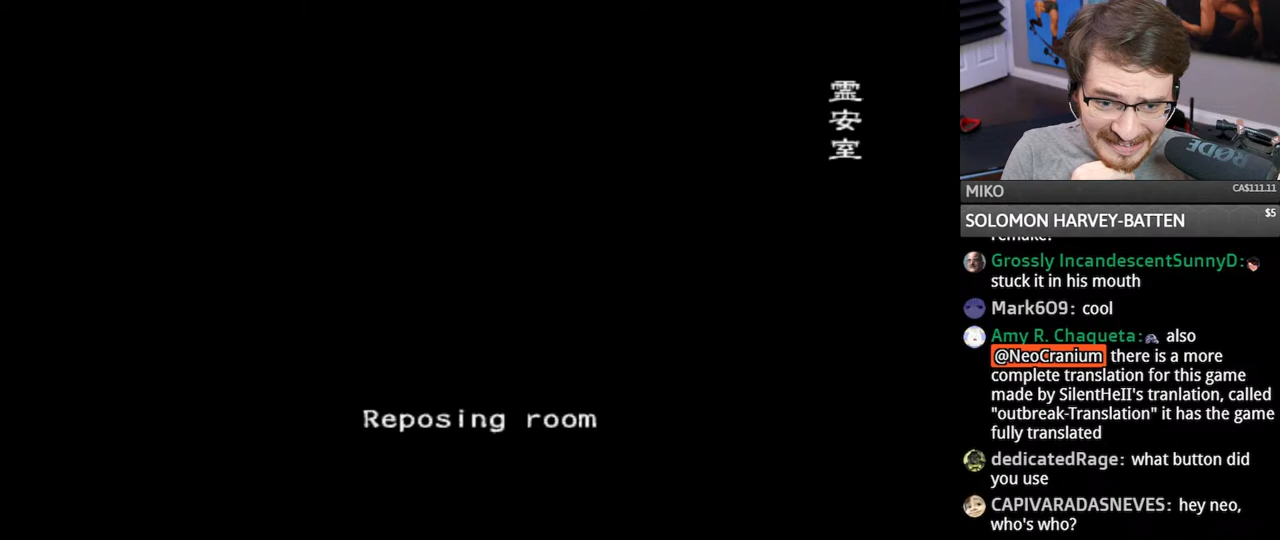 霊安室
Reposing room
RØDE
MIKO
CA$111.11
SOLOMON HARVEY-BATTEN
$5
remake!
Grossly IncandescentSunnyD:
stuck it in his mouth
Mark609: cool
Amy R. Chaqueta: also
@NeoCranium there is a more
complete translation for this game
made by SilentHeII's tranlation, called
"outbreak-Translation" it has the game
fully translated
dedicatedRage: what button did
you use
CAPIVARADASNEVES: hey neo,
who's who?